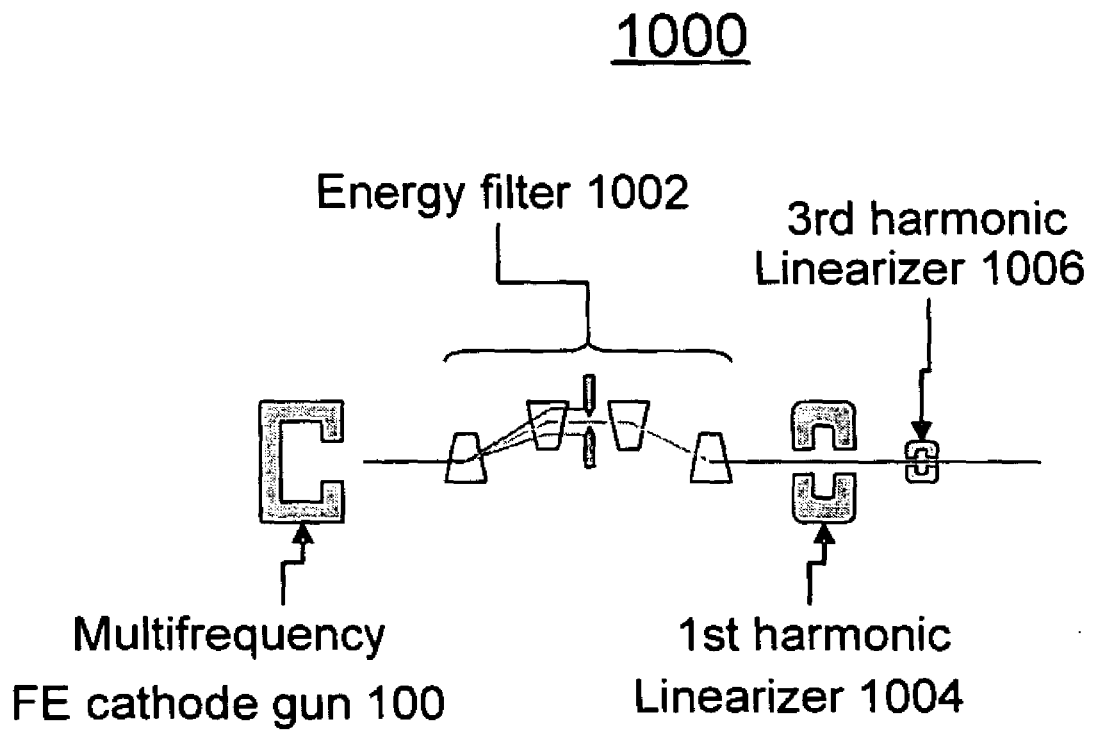 1000
Energy filter 1002
3rd harmonic
Linearizer 1006
Multifrequency
FE cathode gun 100
1st harmonic
Linearizer 1004